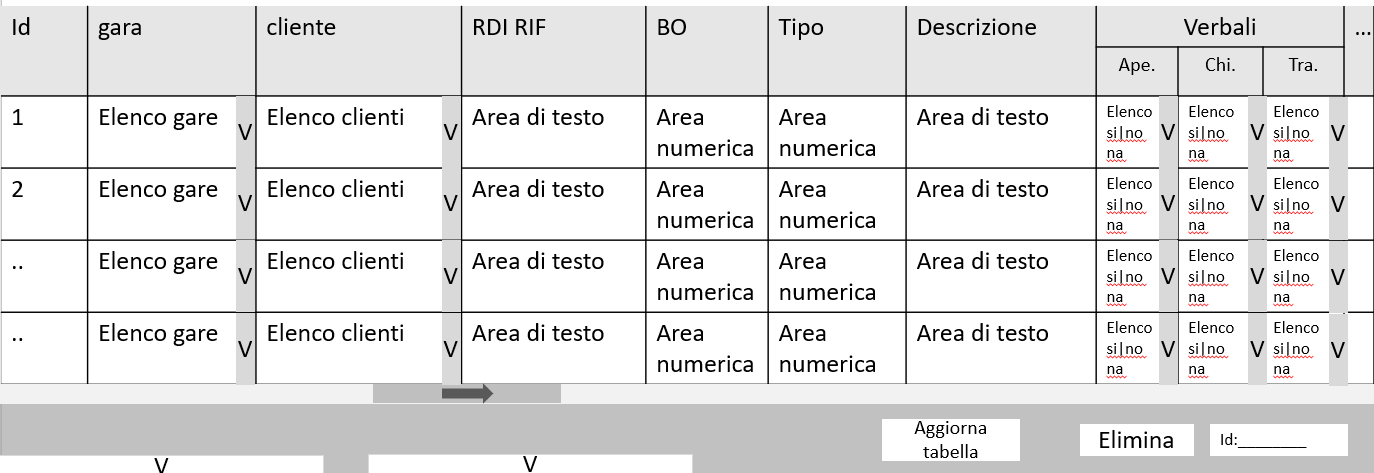 Id gara cliente RDI RIF BO Tipo Descrizione Verbali ...
Ape. Chi. Tra.
1 Elenco gare V Elenco clienti V Area di testo Area numerica Area numerica Area di testo Elenco si|no na V Elenco si|no na V Elenco si|no na V
2 Elenco gare V Elenco clienti V Area di testo Area numerica Area numerica Area di testo Elenco si|no na V Elenco si|no na V Elenco si|no na V
.. Elenco gare V Elenco clienti V Area di testo Area numerica Area numerica Area di testo Elenco si|no na V Elenco si|no na V Elenco si|no na V
.. Elenco gare V Elenco clienti V Area di testo Area numerica Area numerica Area di testo Elenco si|no na V Elenco si|no na V Elenco si|no na V
Aggiorna
tabella
Elimina
Id:________
V
V